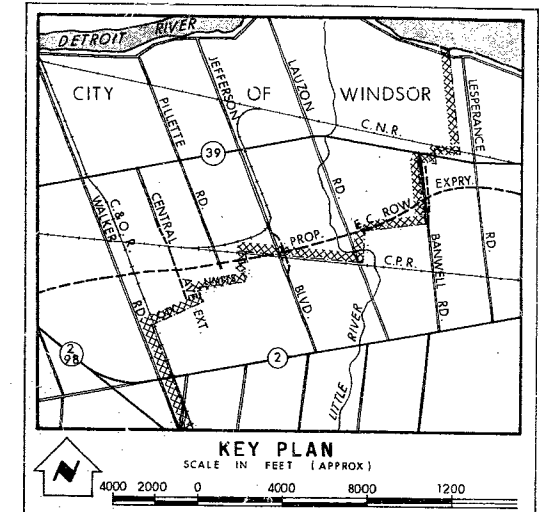 DETROIT RIVER
CITY OF WINDSOR
PILLETTE RD.
JEFFERSON BLVD.
LAUZON RD.
LESPERANCE RD.
C.N.R.
39
C.&O.R.
WALKER RD.
CENTRAL AVE. EXT.
PROP. E.C. ROW EXPRY.
C.P.R.
BANWELL RD.
LITTLE RIVER
2
98
2
N
KEY PLAN
SCALE IN FEET (APPROX)
4000 2000 0 4000 8000 1200